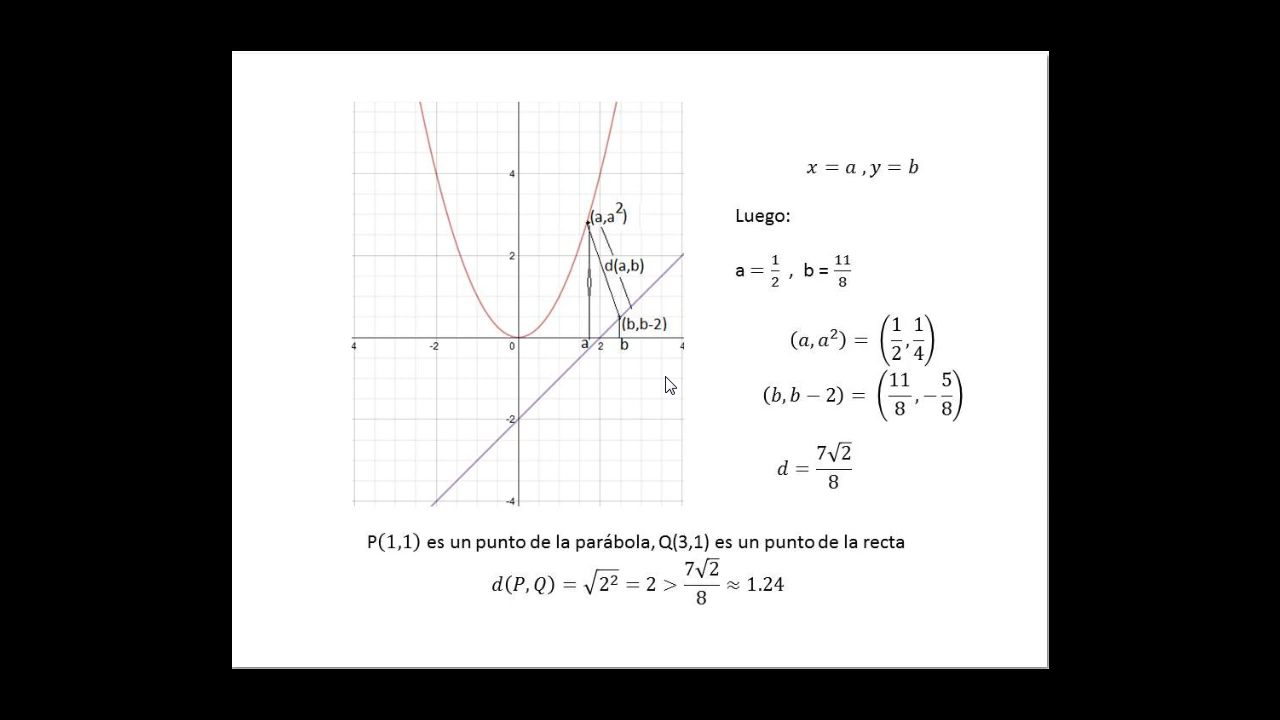 4
(a,a²)
2
d(a,b)
(b,b-2)
4 -2 0 a 2 b 4
-2
-4
x = a , y = b
Luego:
a = 1/2 , b = 11/8
(a, a²) = (1/2, 1/4)
(b, b − 2) = (11/8, −5/8)
d = 7√2/8
P(1,1) es un punto de la parábola, Q(3,1) es un punto de la recta
d(P, Q) = √2² = 2 > 7√2/8 ≈ 1.24